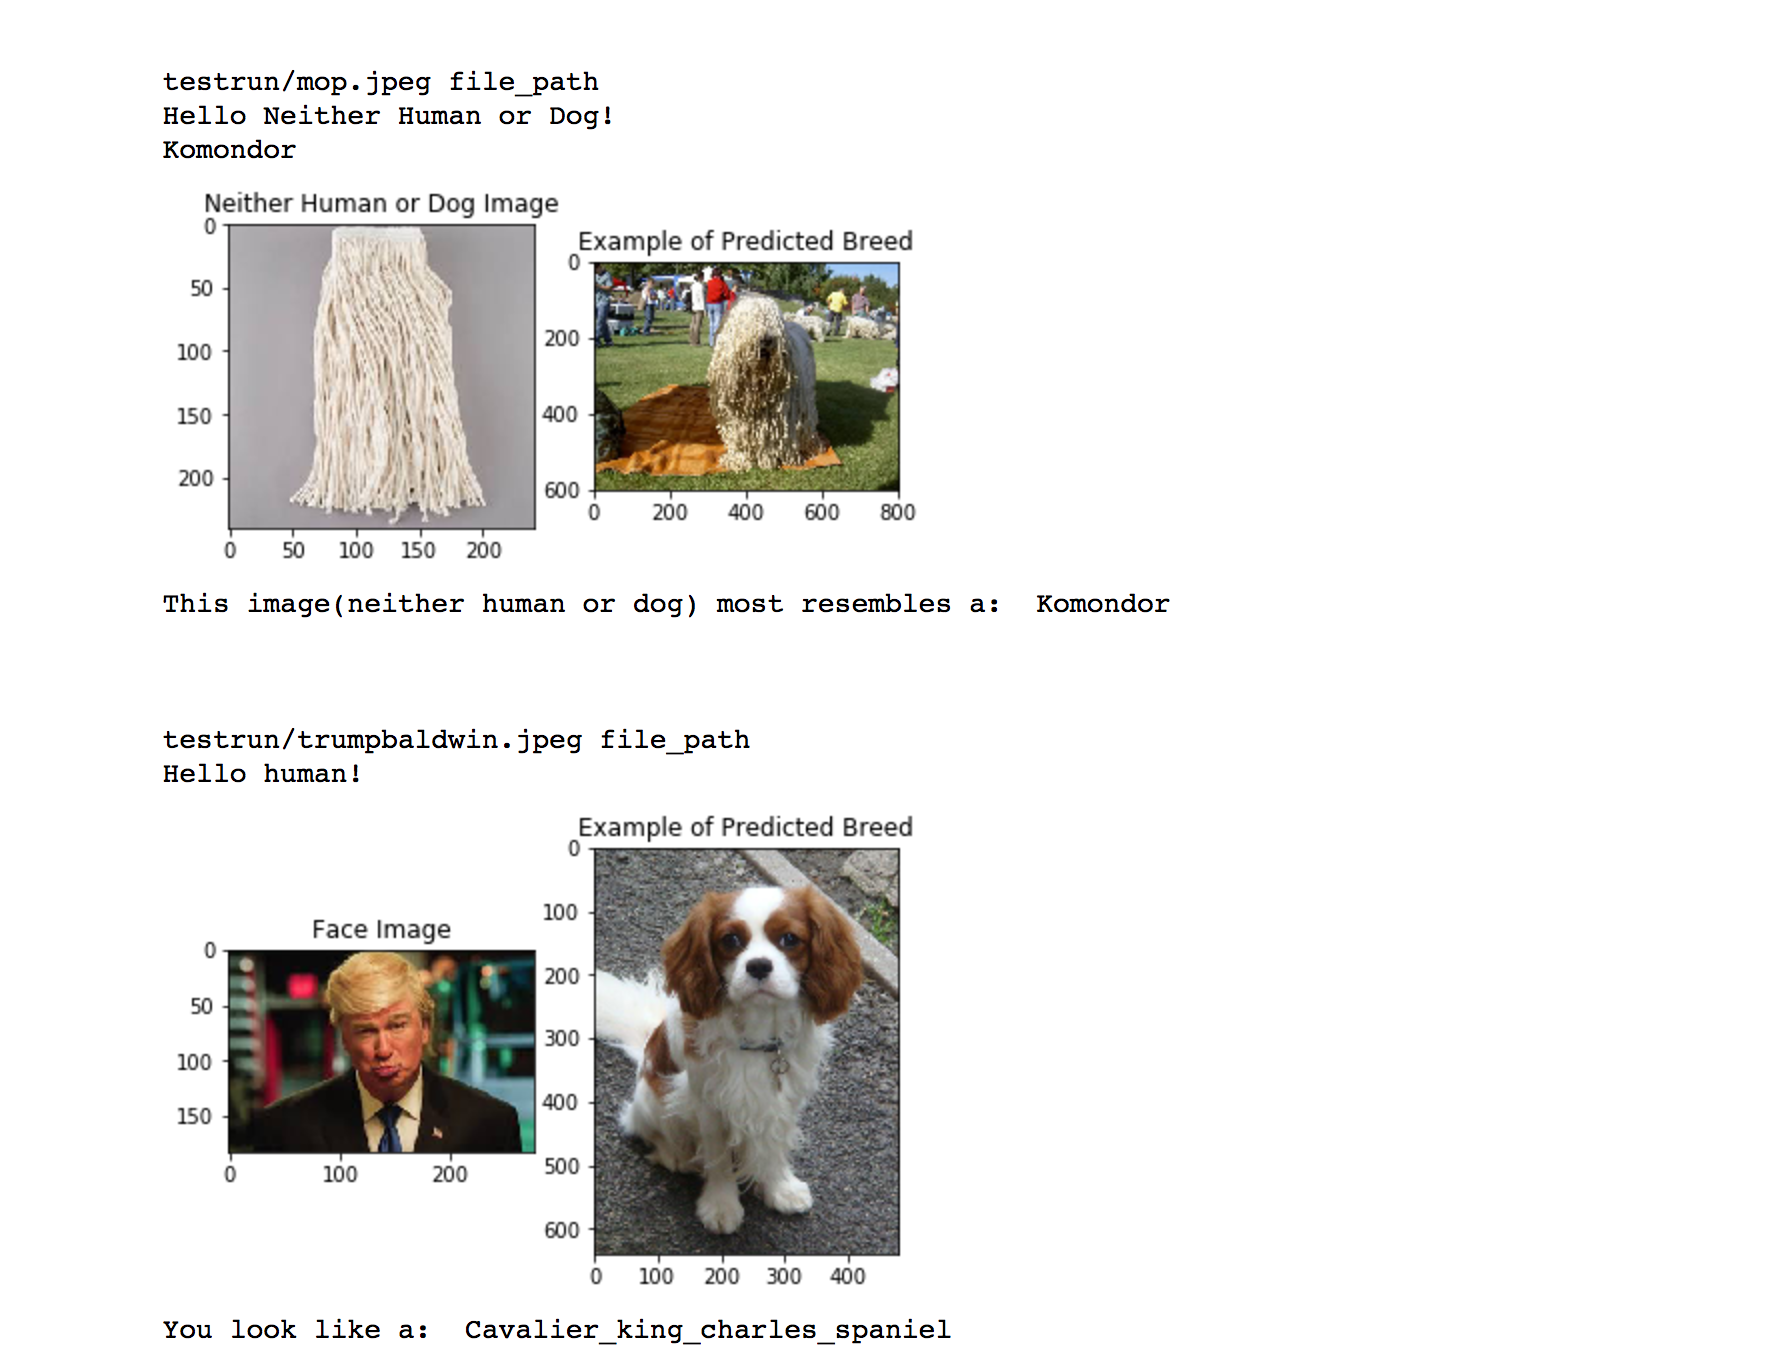 testrun/mop.jpeg file_path
Hello Neither Human or Dog!
Komondor
Neither Human or Dog Image
0
50
100
150
200
0 50 100 150 200
Example of Predicted Breed
0
200
400
600
0 200 400 600 800
This image(neither human or dog) most resembles a:  Komondor
testrun/trumpbaldwin.jpeg file_path
Hello human!
Face Image
0
50
100
150
0 100 200
Example of Predicted Breed
0
100
200
300
400
500
600
0 100 200 300 400
You look like a:  Cavalier_king_charles_spaniel